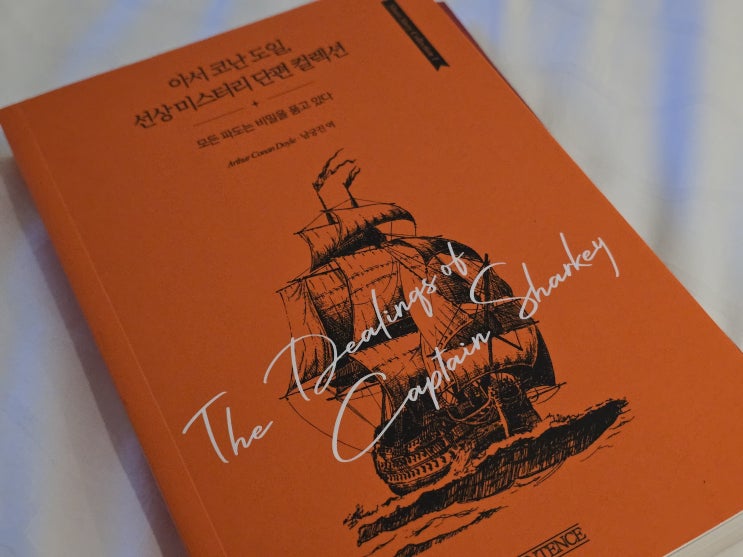 아서 코난 도일,
선상 미스터리 단편 컬렉션
모든 파도는 비밀을 품고 있다
Arthur Conan Doyle · 남궁진 역
The Dealings of
Captain Sharkey